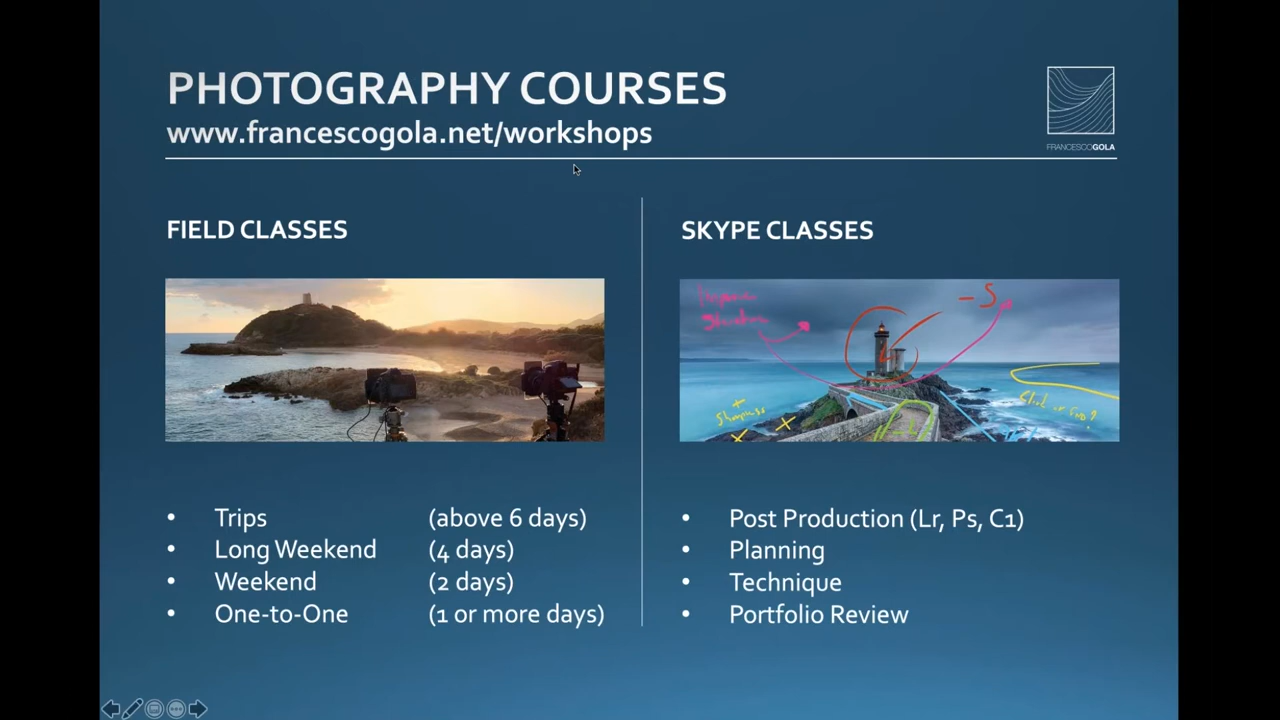 PHOTOGRAPHY COURSES
www.francescogola.net/workshops
FRANCESCOGOLA
FIELD CLASSES
SKYPE CLASSES
-5
Trips (above 6 days)
Long Weekend (4 days)
Weekend (2 days)
One-to-One (1 or more days)
Post Production (Lr, Ps, C1)
Planning
Technique
Portfolio Review